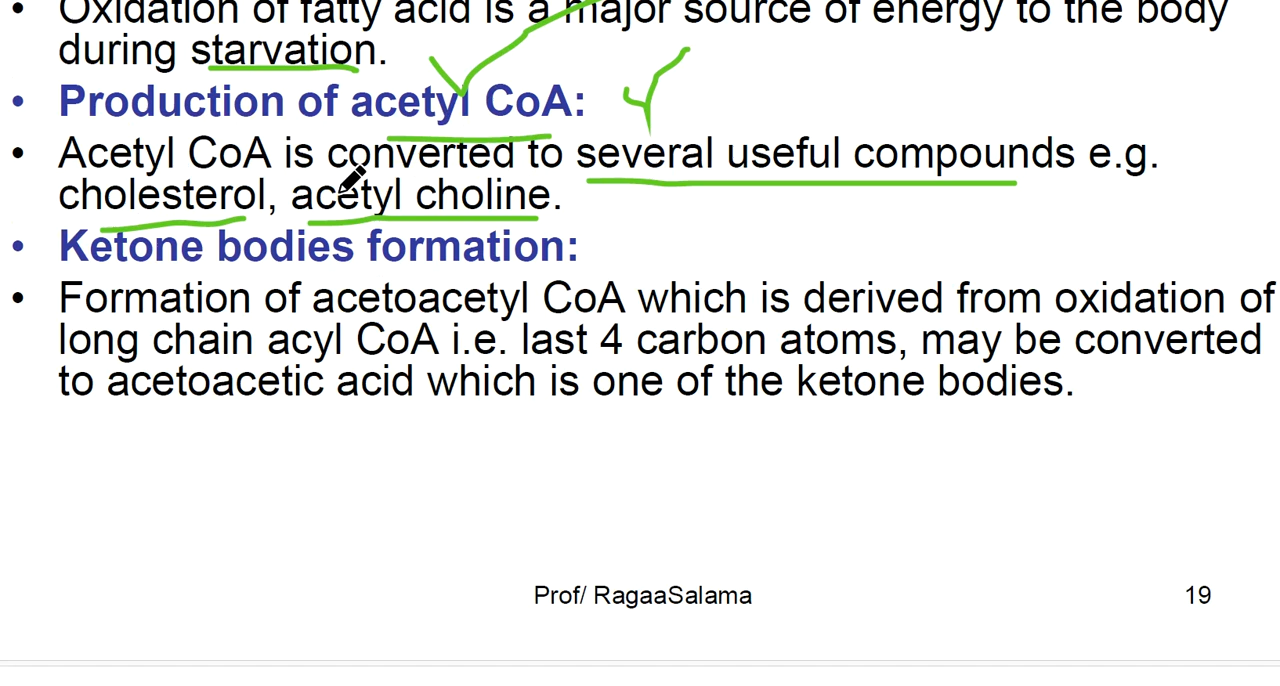 • Oxidation of fatty acid is a major source of energy to the body
during starvation.
• Production of acetyl CoA:
• Acetyl CoA is converted to several useful compounds e.g.
cholesterol, acetyl choline.
• Ketone bodies formation:
• Formation of acetoacetyl CoA which is derived from oxidation of
long chain acyl CoA i.e. last 4 carbon atoms, may be converted
to acetoacetic acid which is one of the ketone bodies.
Prof/ RagaaSalama
19